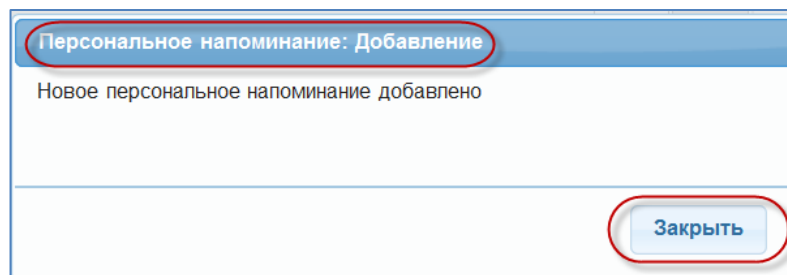 Персональное напоминание: Добавление
Новое персональное напоминание добавлено
Закрыть